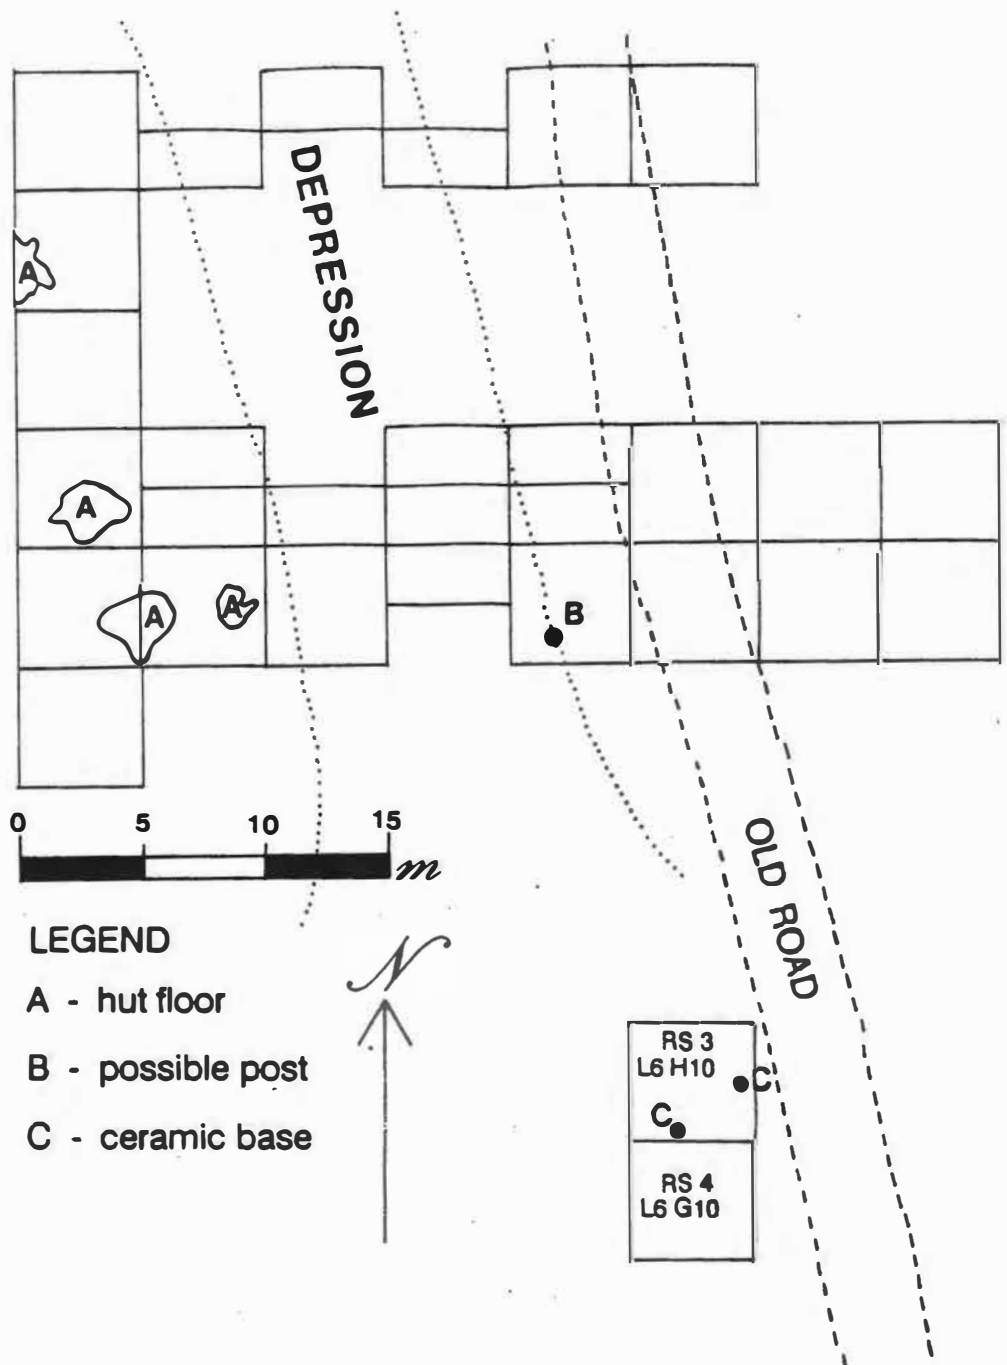 DEPRESSION
A
A
A
A
B
0 5 10 15
m
OLD ROAD
LEGEND
A - hut floor
B - possible post
C - ceramic base
N
RS 3
L6 H10
C
C
RS 4
L6 G10